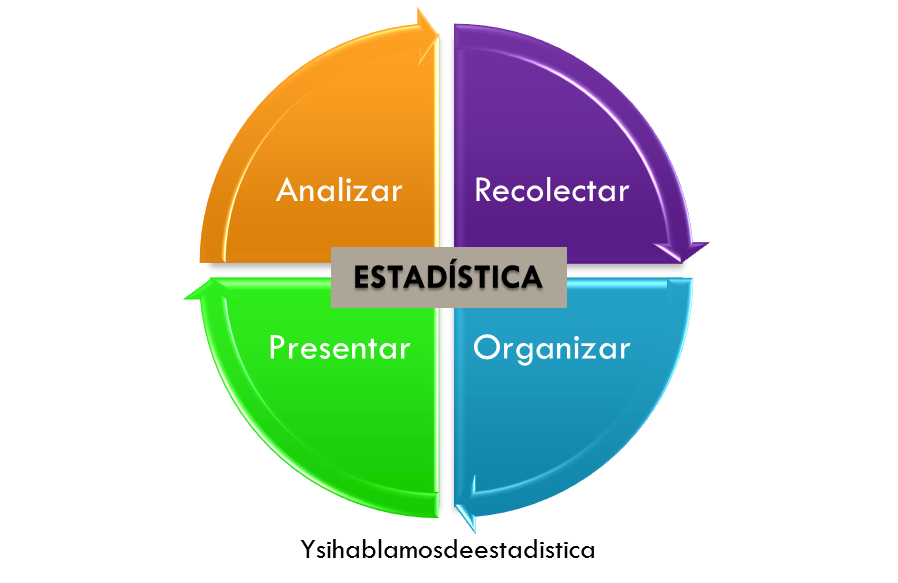 Analizar
Recolectar
ESTADÍSTICA
Presentar
Organizar
Ysihablamosdeestadistica